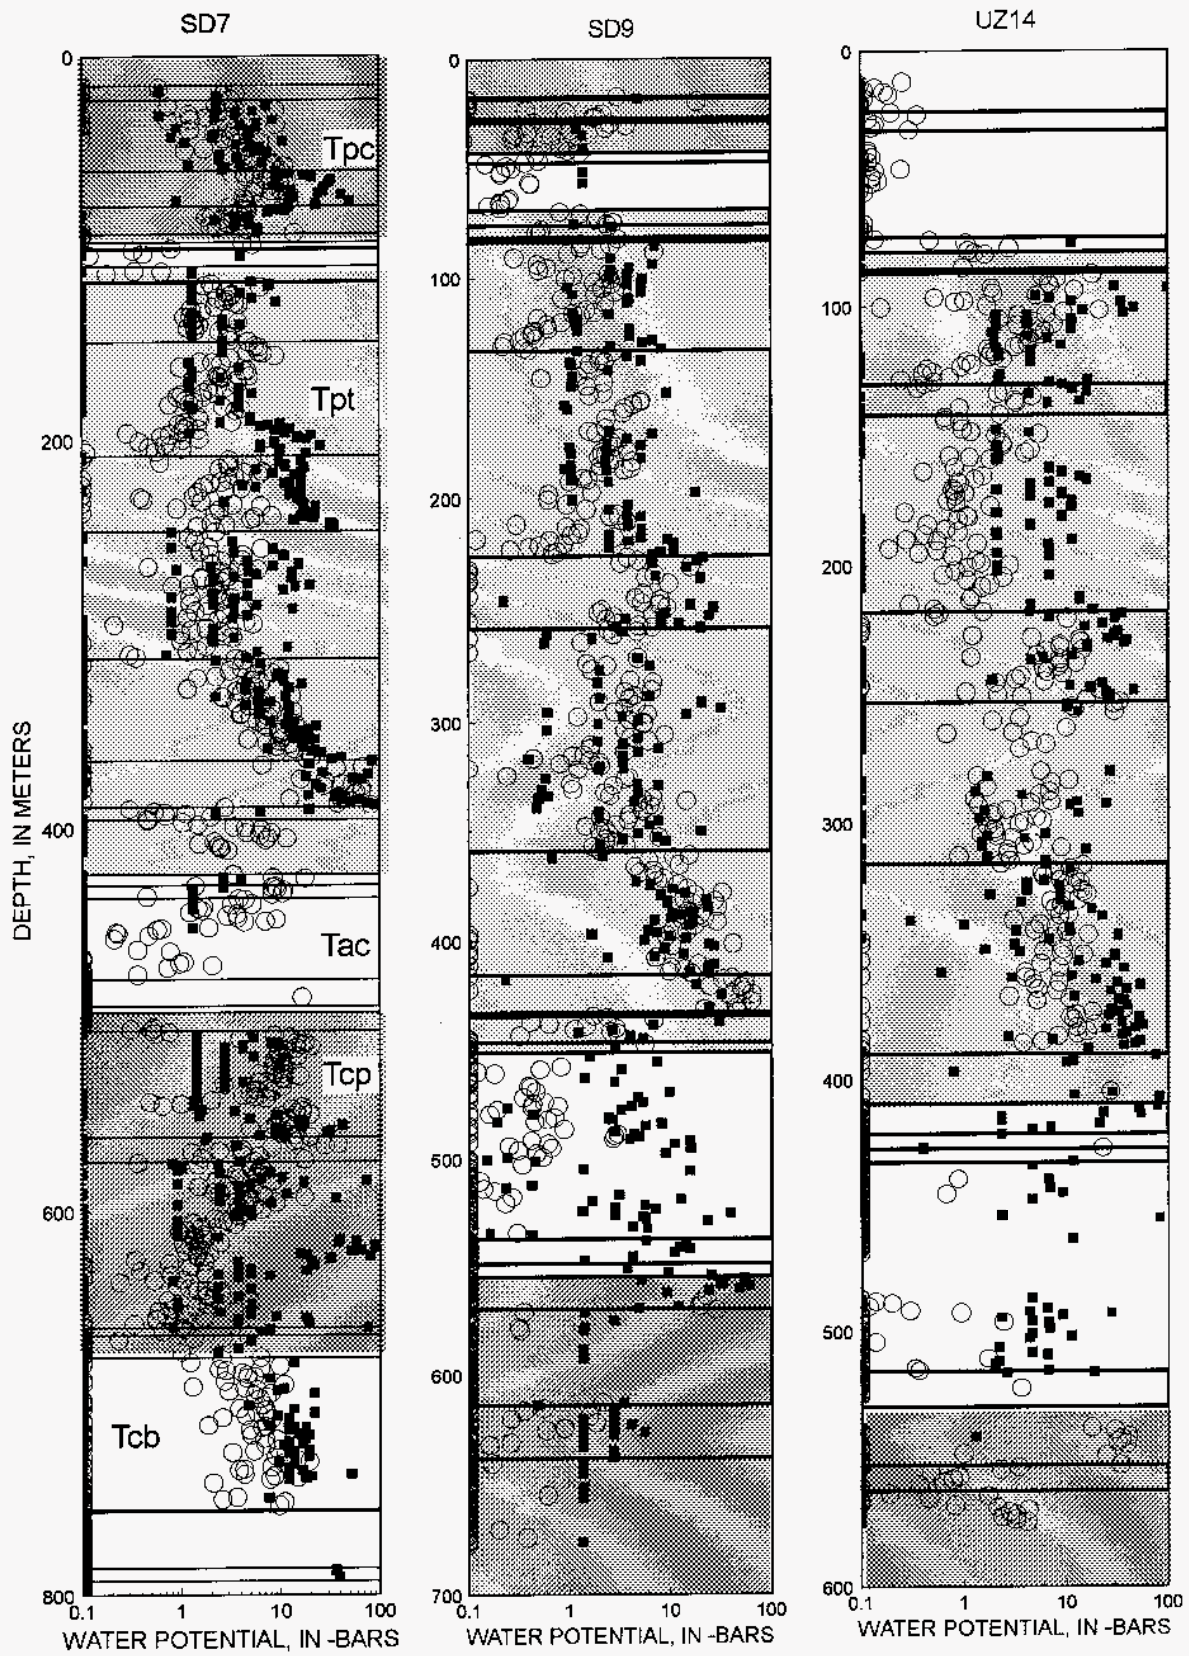 SD7
SD9
UZ14
DEPTH, IN METERS
0
200
400
600
800
Tpc
Tpt
Tac
Tcp
Tcb
0.1 1 10 100
WATER POTENTIAL, IN -BARS
0
100
200
300
400
500
600
700
0.1 1 10 100
WATER POTENTIAL, IN -BARS
0
100
200
300
400
500
600
0.1 1 10 100
WATER POTENTIAL, IN -BARS